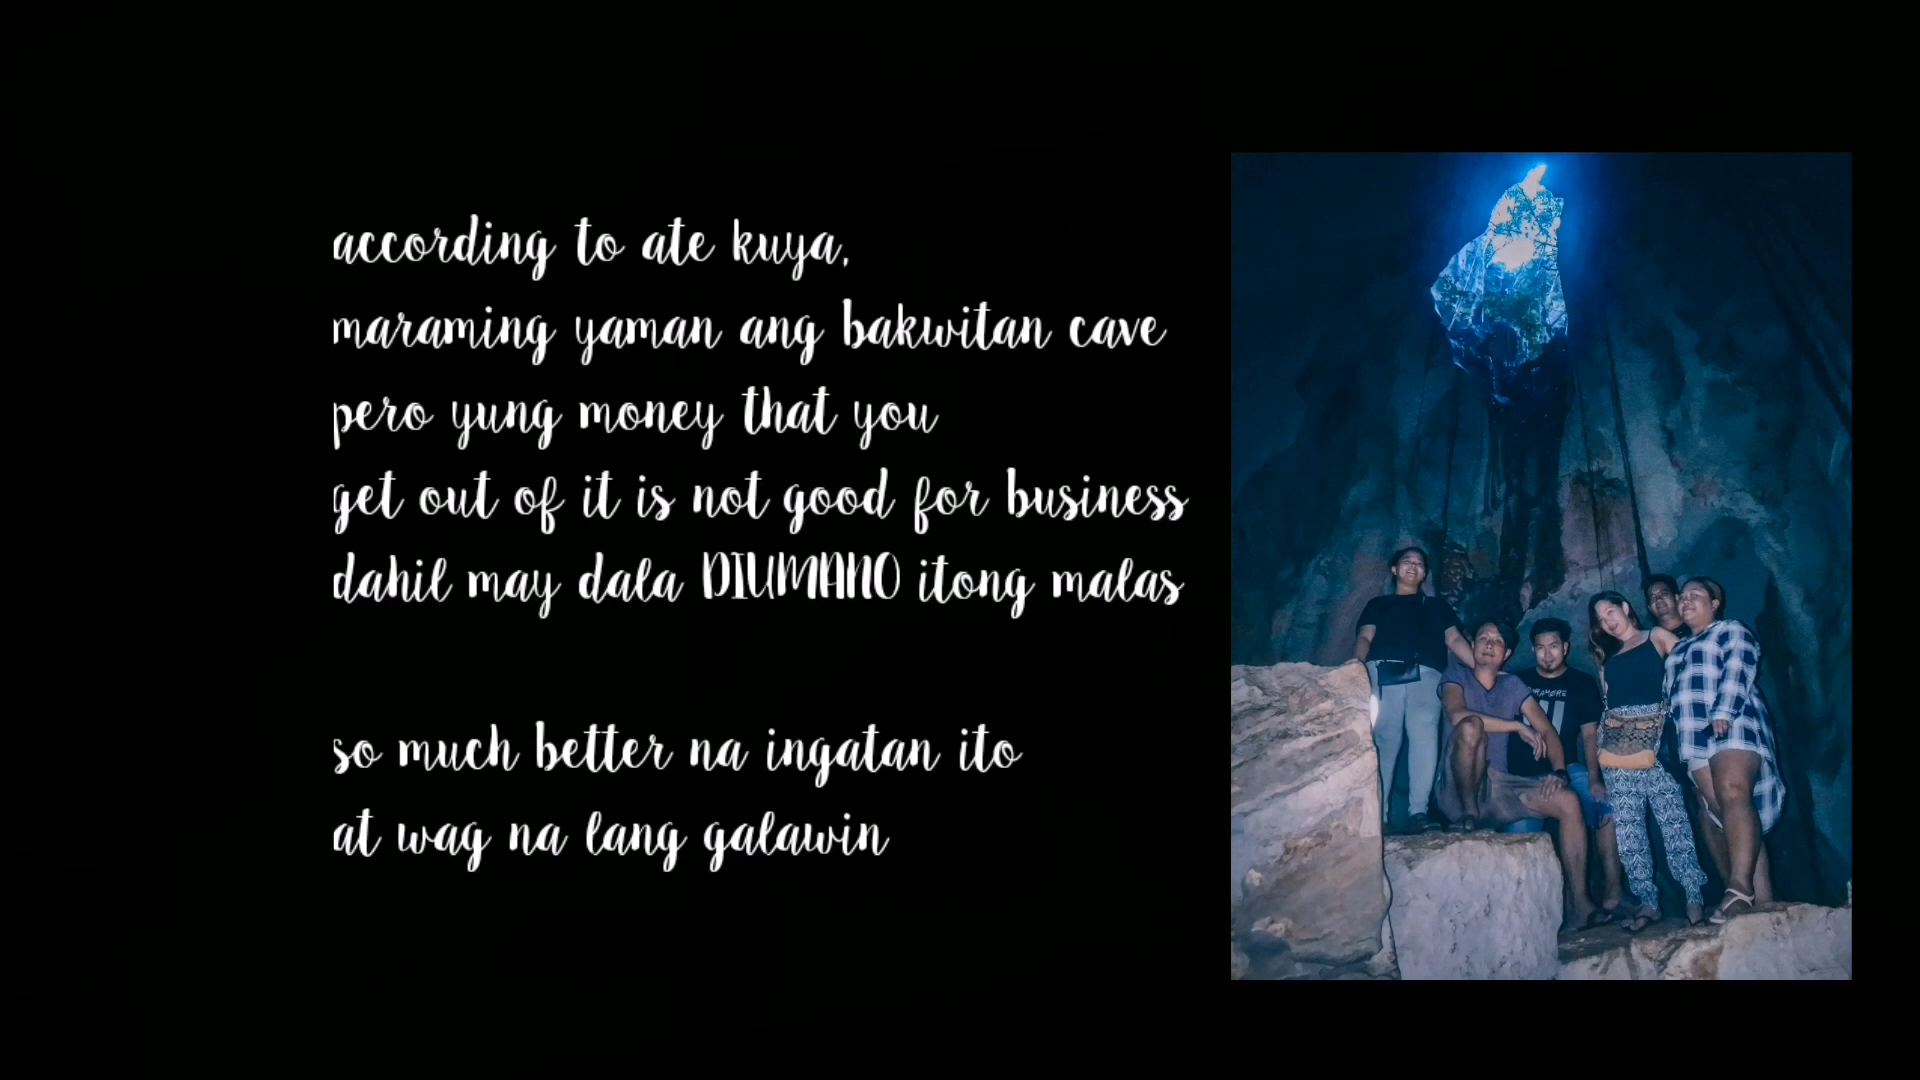 according to ate kuya,
maraming yaman ang bakwitan cave
pero yung money that you
get out of it is not good for business
dahil may dala DIUMANO itong malas
so much better na ingatan ito
at wag na lang galawin
PARAMORE